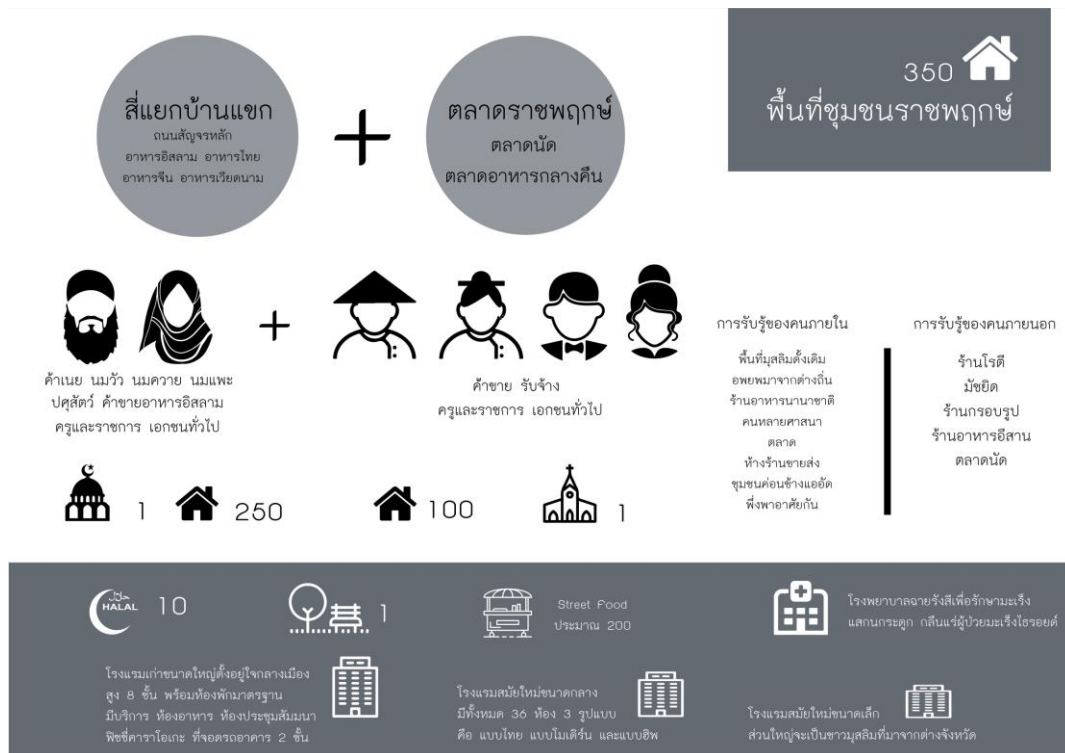 สี่แยกบ้านแขก
ถนนสัญจรหลัก
อาหารอิสลาม อาหารไทย
อาหารจีน อาหารเวียดนาม
ตลาดราชพฤกษ์
ตลาดนัด
ตลาดอาหารกลางคืน
350
พื้นที่ชุมชนราชพฤกษ์
ค้าเนย นมวัว นมควาย นมแพะ
ปศุสัตว์ ค้าขายอาหารอิสลาม
ครูและราชการ เอกชนทั่วไป
ค้าขาย รับจ้าง
ครูและราชการ เอกชนทั่วไป
1
250
100
1
การรับรู้ของคนภายใน
พื้นที่มุสลิมดั้งเดิม
อพยพมาจากต่างถิ่น
ร้านอาหารนานาชาติ
คนหลายศาสนา
ตลาด
ห้างร้านขายส่ง
ชุมชนค่อนข้างแออัด
พึ่งพาอาศัยกัน
การรับรู้ของคนภายนอก
ร้านโรตี
มัซยิด
ร้านกรอบรูป
ร้านอาหารอีสาน
ตลาดนัด
حلال
HALAL
10
1
Street Food
ประมาณ 200
โรงพยาบาลฉายรังสีเพื่อรักษามะเร็ง
แสกนกระดูก กลืนแร่ผู้ป่วยมะเร็งไธรอยด์
โรงแรมเก่าขนาดใหญ่ตั้งอยู่ใจกลางเมือง
สูง 8 ชั้น พร้อมห้องพักมาตรฐาน
มีบริการ ห้องอาหาร ห้องประชุมสัมมนา
พิซซี่คาราโอเกะ ที่จอดรถอาคาร 2 ชั้น
โรงแรมสมัยใหม่ขนาดกลาง
มีทั้งหมด 36 ห้อง 3 รูปแบบ
คือ แบบไทย แบบโมเดิร์น และแบบฮิพ
โรงแรมสมัยใหม่ขนาดเล็ก
ส่วนใหญ่จะเป็นชาวมุสลิมที่มาจากต่างจังหวัด